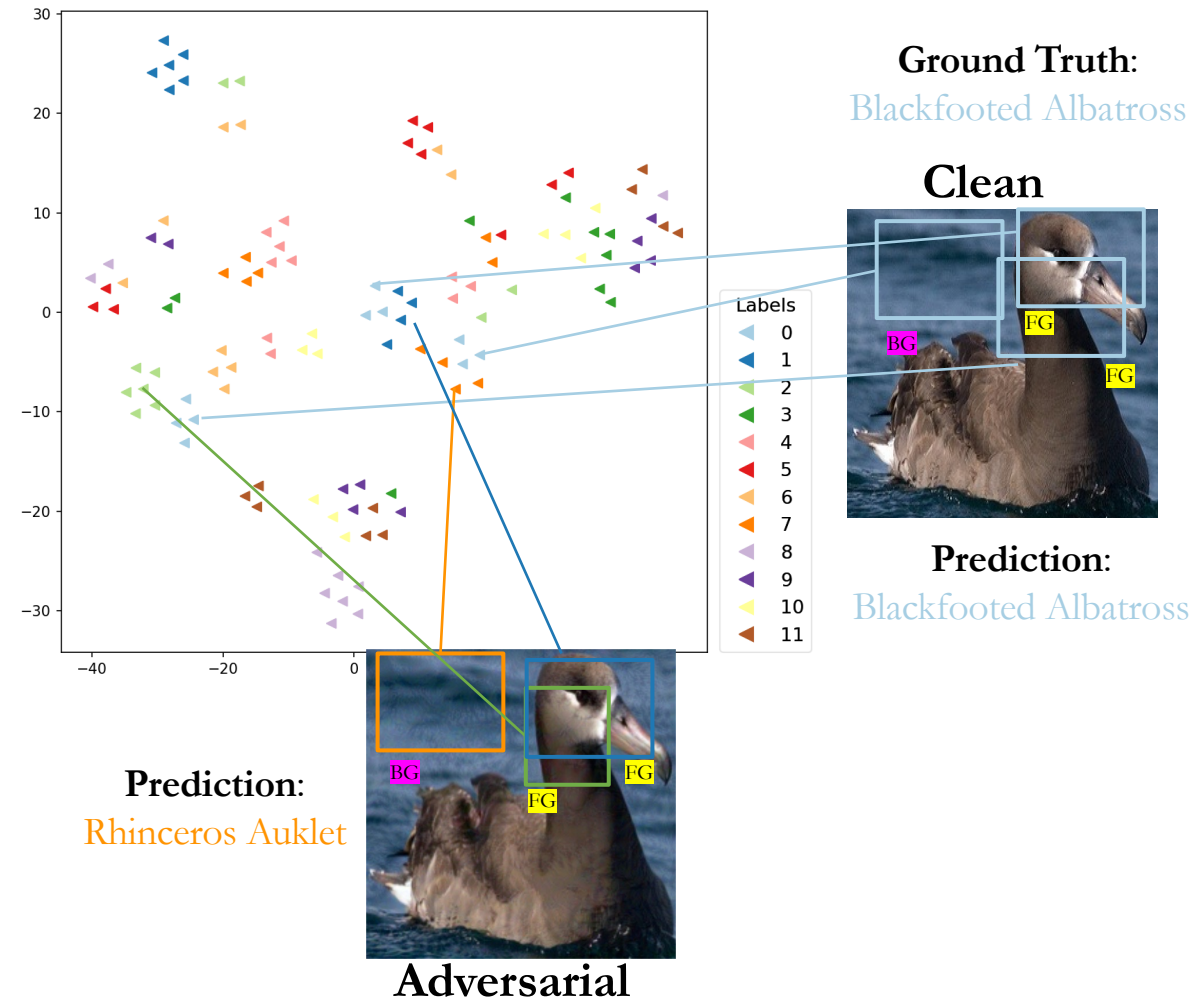 30
20
10
0
−10
−20
−30
−40
−20
0
Labels
0
1
2
3
4
5
6
7
8
9
10
11
Ground Truth:
Blackfooted Albatross
Clean
FG
BG
FG
Prediction:
Blackfooted Albatross
BG
FG
FG
Prediction:
Rhinceros Auklet
Adversarial